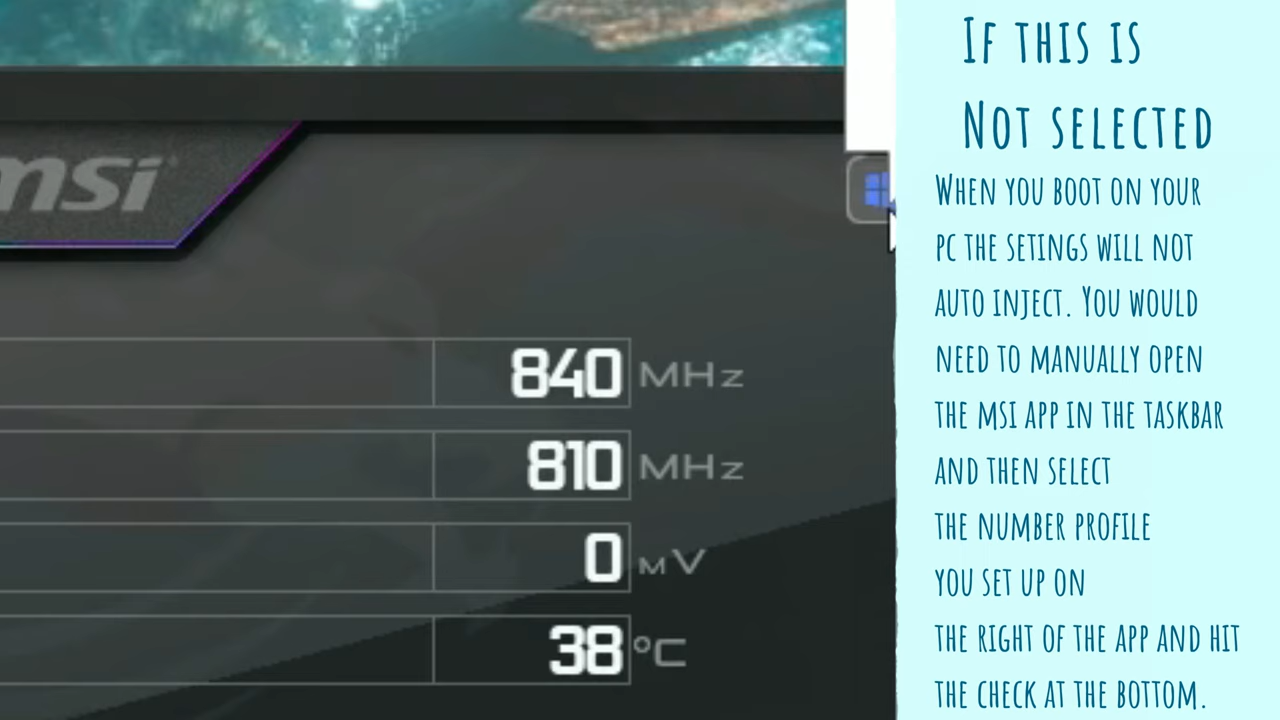 msi
840 MHz
810 MHz
0 MV
38 °C
If this is
Not selected
When you boot on your
pc the setings will not
auto inject. You would
need to manually open
the msi app in the taskbar
and then select
the number profile
you set up on
the right of the app and hit
the check at the bottom.